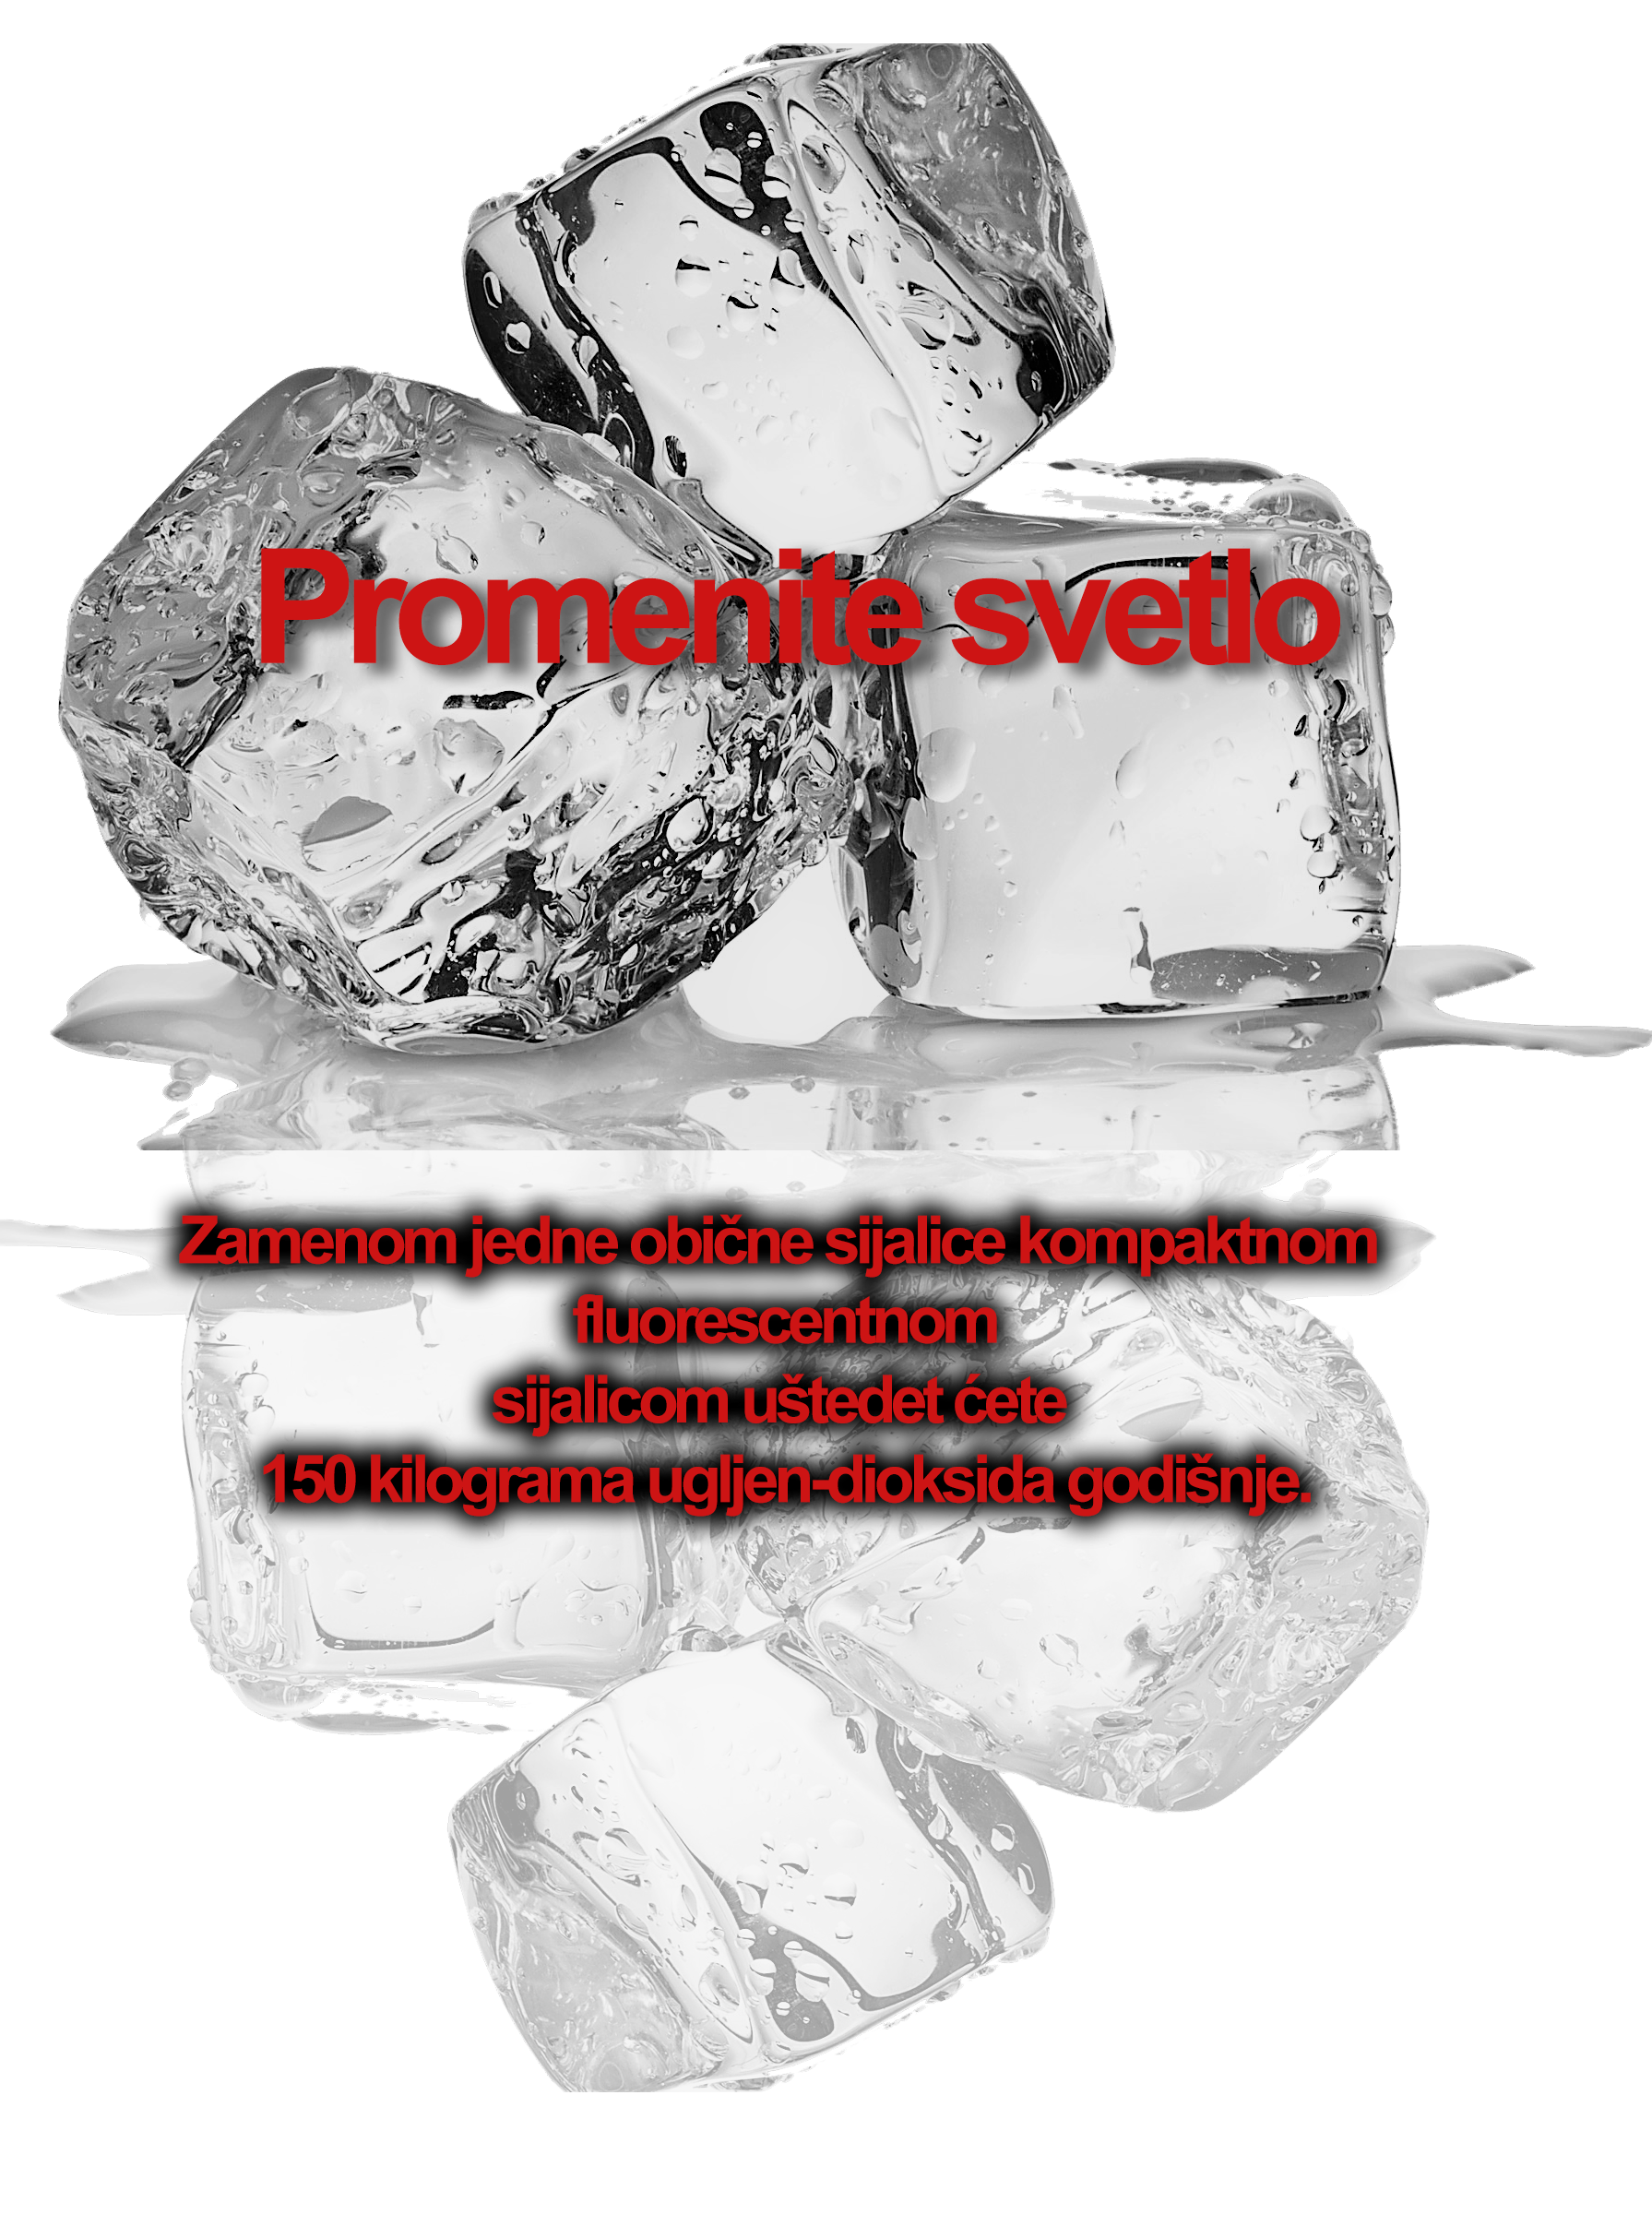 Promenite svetlo
Zamenom jedne obične sijalice kompaktnom
fluorescentnom
sijalicom uštedet ćete
150 kilograma ugljen-dioksida godišnje.